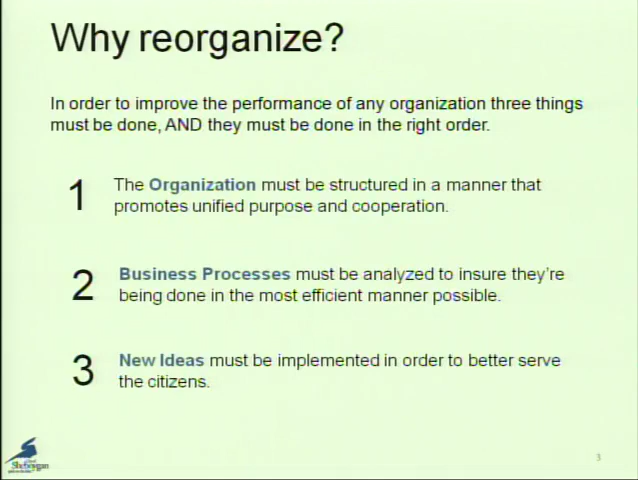 Why reorganize?
In order to improve the performance of any organization three things
must be done, AND they must be done in the right order.
1
The Organization must be structured in a manner that
promotes unified purpose and cooperation.
2
Business Processes must be analyzed to insure they're
being done in the most efficient manner possible.
3
New Ideas must be implemented in order to better serve
the citizens.
Sheboygan
3